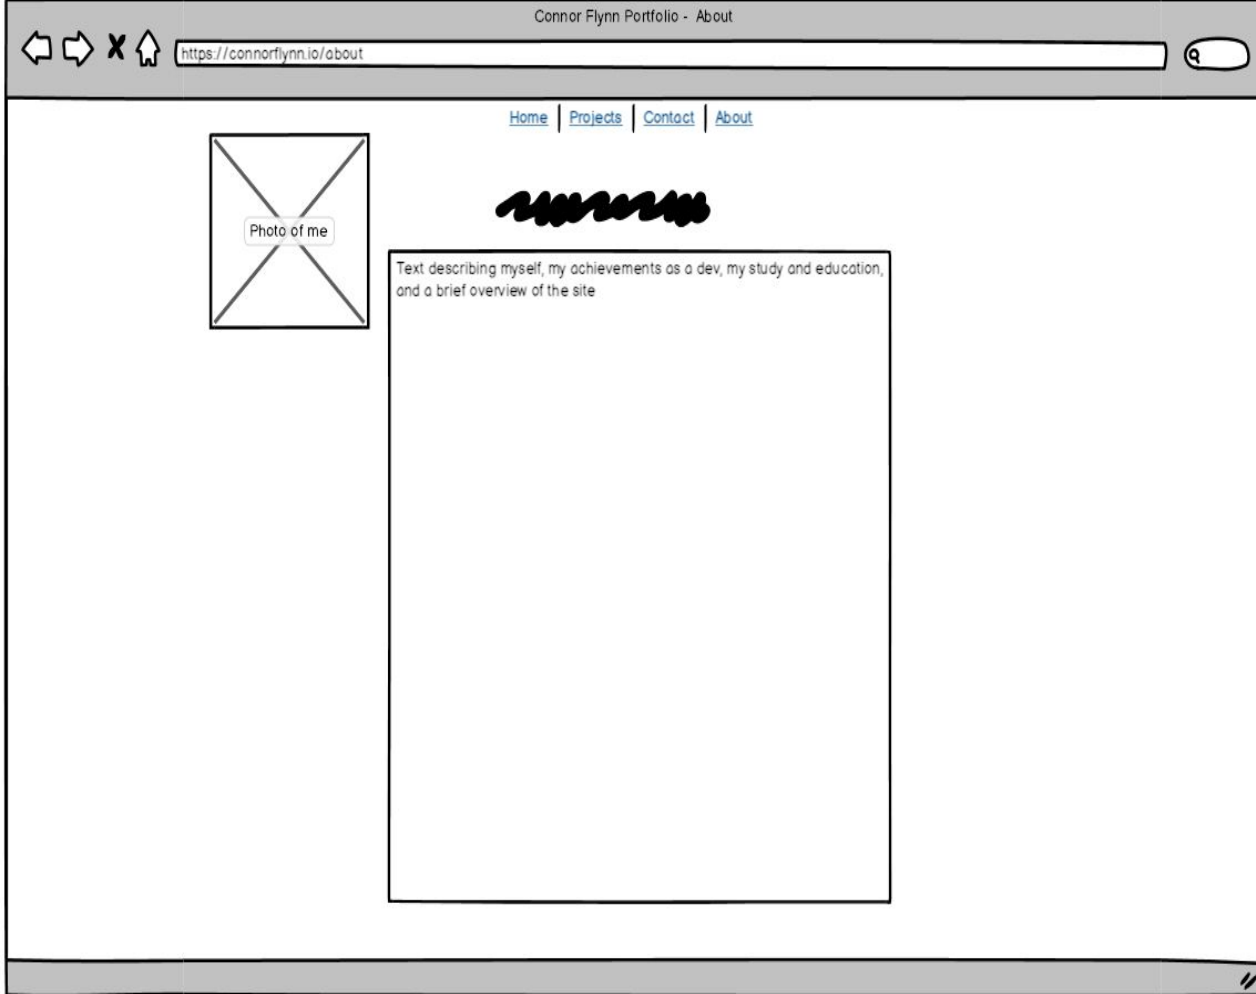 Connor Flynn Portfolio - About
https://connorflynn.io/about
Home | Projects | Contact | About
Photo of me
Text describing myself, my achievements as a dev, my study and education,
and a brief overview of the site